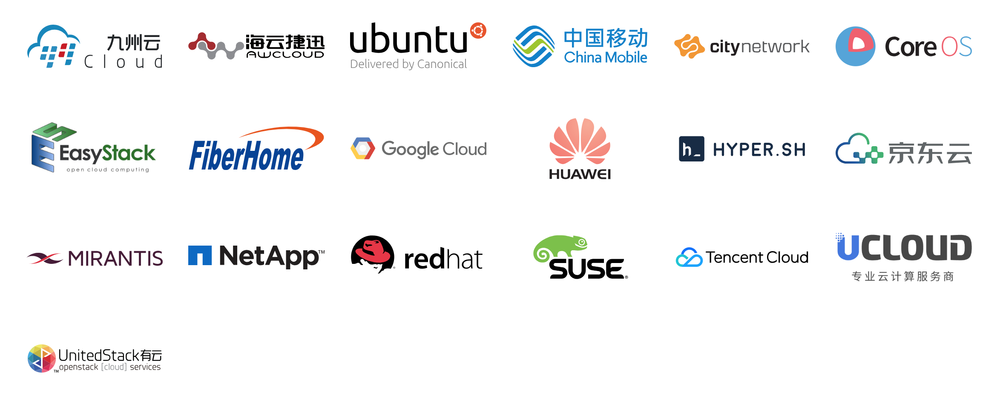 九州云
Cloud
海云捷迅
AWCLOUD
ubuntu
Delivered by Canonical
中国移动
China Mobile
citynetwork
CoreOS
EasyStack
open cloud computing
FiberHome
Google Cloud
HUAWEI
h_ HYPER.SH
京东云
MIRANTIS
NetApp™
redhat®
SUSE®
Tencent Cloud
UCLOUD
专业云计算服务商
UnitedStack有云
openstack [cloud] services
™